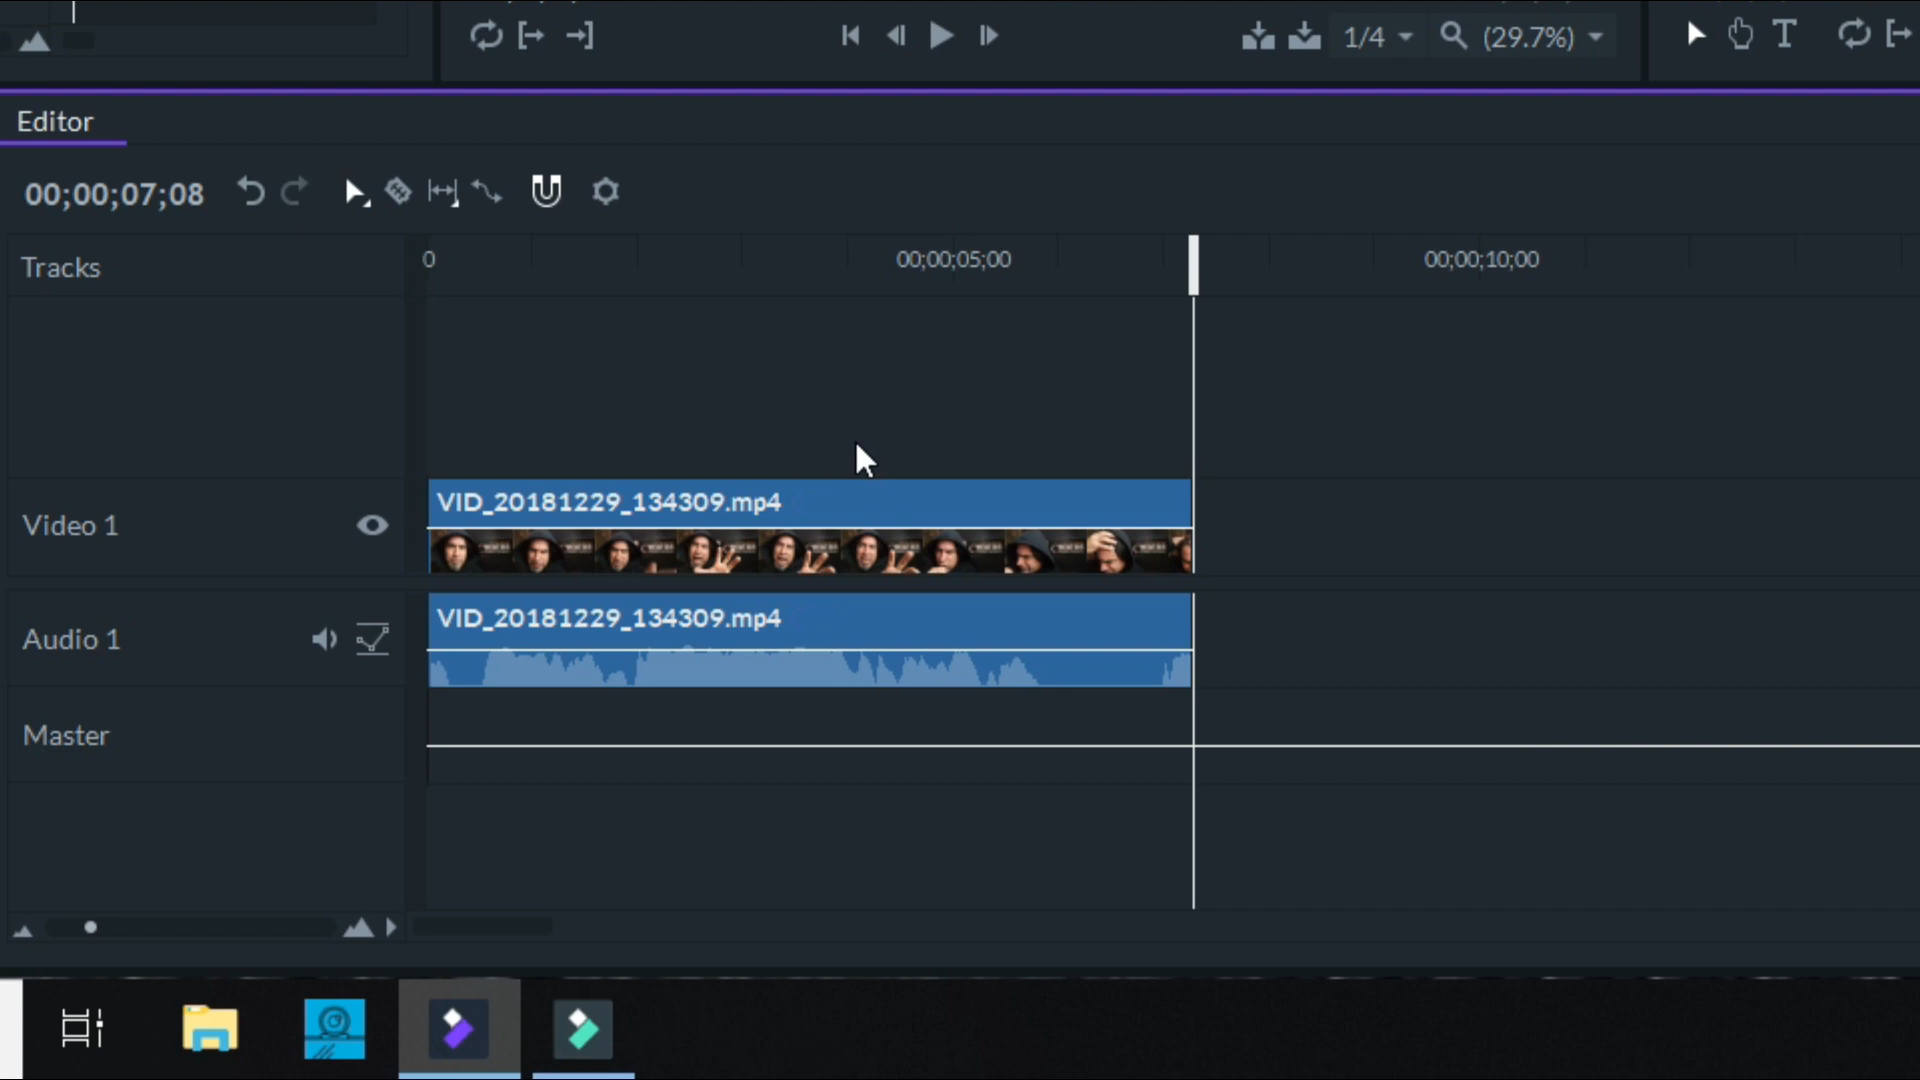 1/4
(29.7%)
T
Editor
00;00;07;08
Tracks
0
00;00;05;00
00;00;10;00
VID_20181229_134309.mp4
Video 1
VID_20181229_134309.mp4
Audio 1
Master